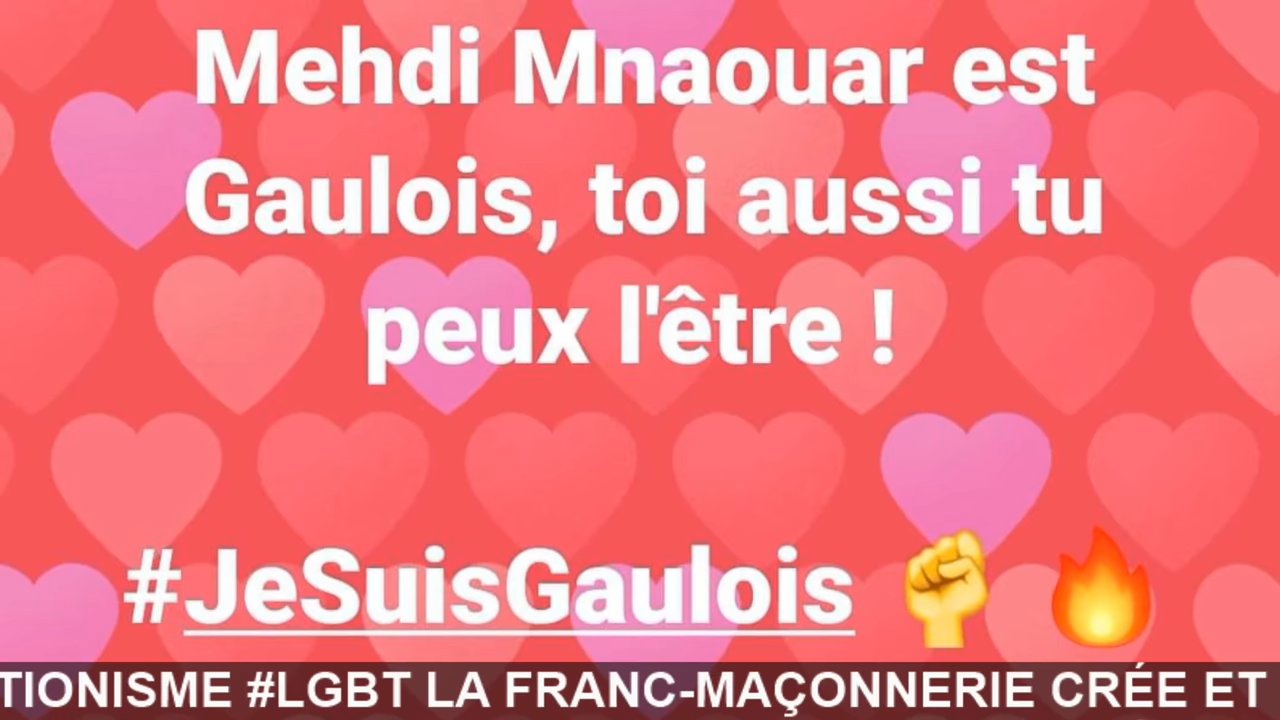 Mehdi Mnaouar est
Gaulois, toi aussi tu
peux l'être !
#JeSuisGaulois ✊ 🔥
TIONISME #LGBT LA FRANC-MAÇONNERIE CRÉE ET